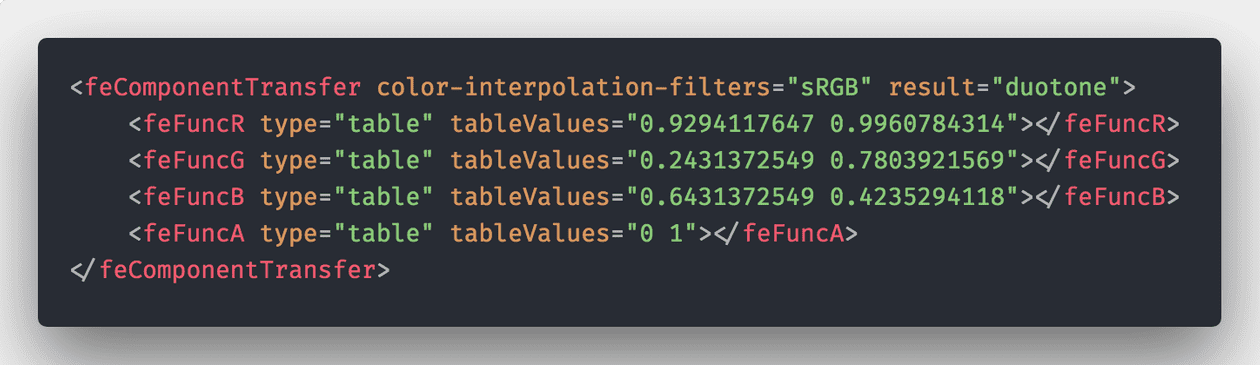 <feComponentTransfer color-interpolation-filters="sRGB" result="duotone">
    <feFuncR type="table" tableValues="0.9294117647 0.9960784314"></feFuncR>
    <feFuncG type="table" tableValues="0.2431372549 0.7803921569"></feFuncG>
    <feFuncB type="table" tableValues="0.6431372549 0.4235294118"></feFuncB>
    <feFuncA type="table" tableValues="0 1"></feFuncA>
</feComponentTransfer>